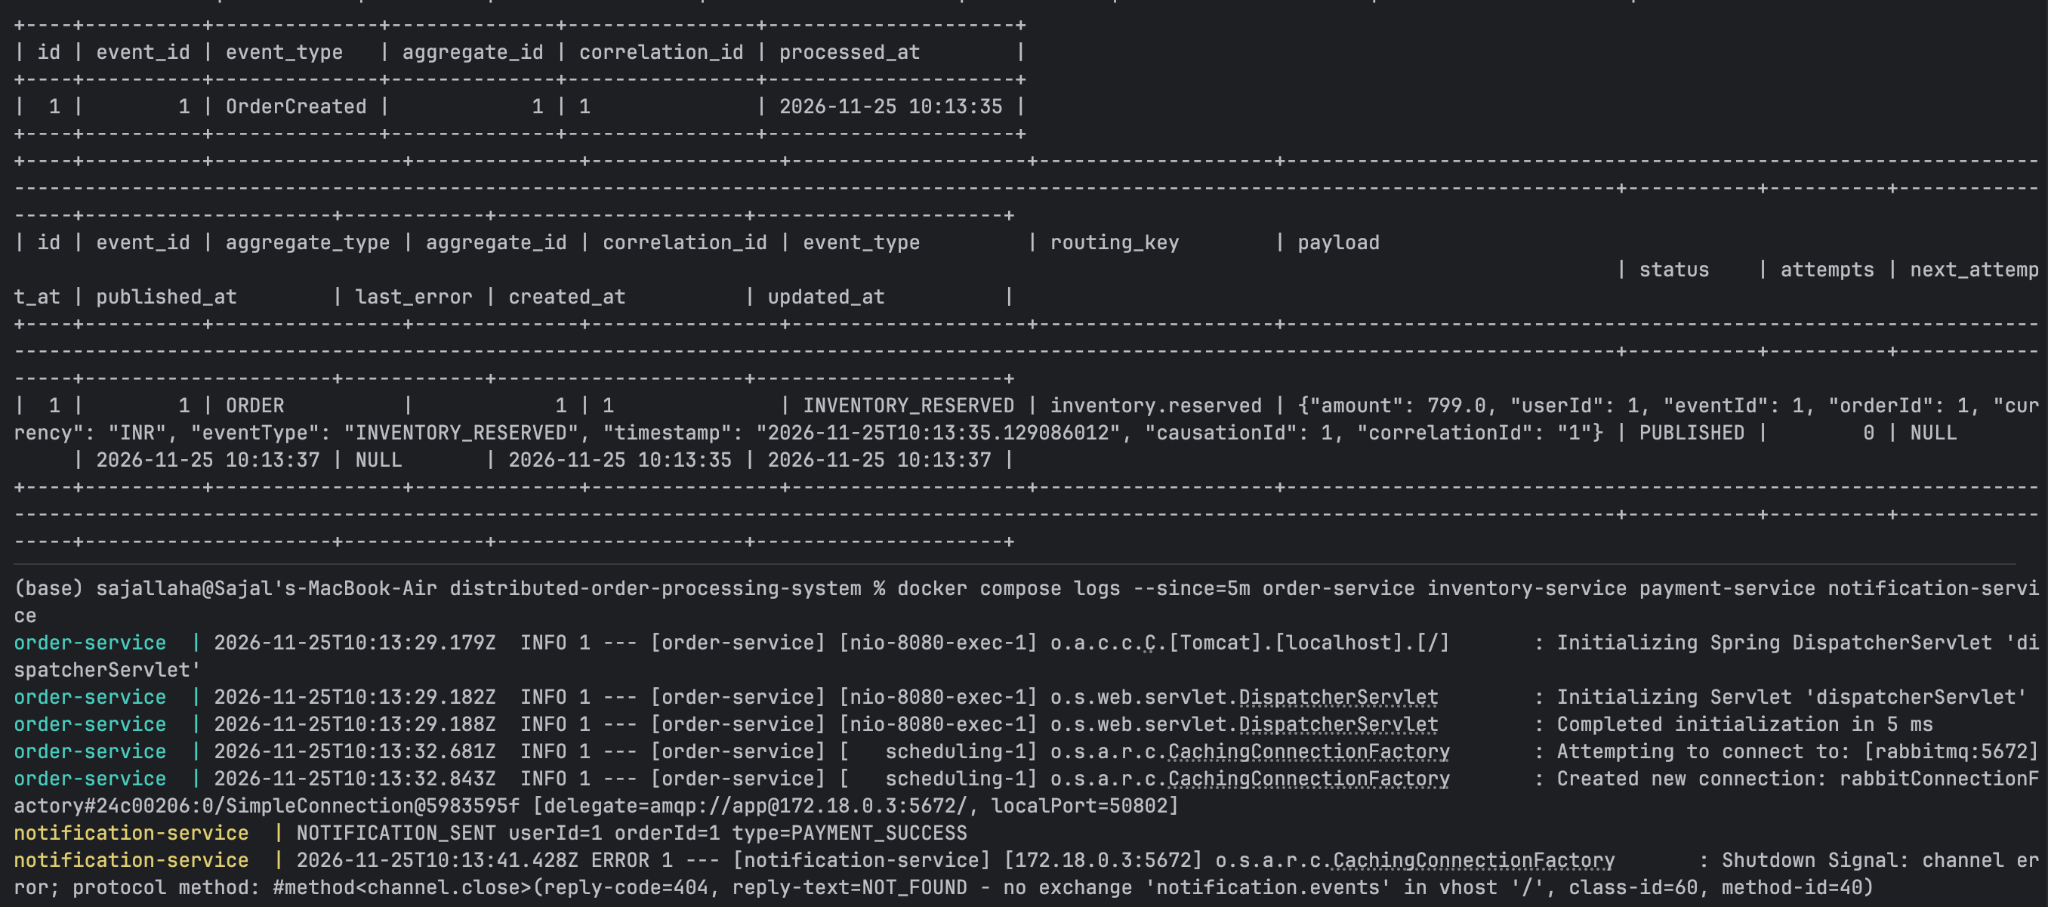 +----+----------+--------------+--------------+----------------+---------------------+
| id | event_id | event_type   | aggregate_id | correlation_id | processed_at        |
+----+----------+--------------+--------------+----------------+---------------------+
|  1 |        1 | OrderCreated |            1 | 1              | 2026-11-25 10:13:35 |
+----+----------+--------------+--------------+----------------+---------------------+
+----+----------+----------------+--------------+----------------+--------------------+--------------------+----------------------------------------------------------------
----------------------------------------------------------------------------------------------------------------------------------------+-----------+----------+------------
-----+---------------------+------------+---------------------+---------------------+
| id | event_id | aggregate_type | aggregate_id | correlation_id | event_type         | routing_key        | payload
| status    | attempts | next_attemp
t_at | published_at        | last_error | created_at          | updated_at          |
+----+----------+----------------+--------------+----------------+--------------------+--------------------+----------------------------------------------------------------
----------------------------------------------------------------------------------------------------------------------------------------+-----------+----------+------------
-----+---------------------+------------+---------------------+---------------------+
|  1 |        1 | ORDER          |            1 | 1              | INVENTORY_RESERVED | inventory.reserved | {"amount": 799.0, "userId": 1, "eventId": 1, "orderId": 1, "cur
rency": "INR", "eventType": "INVENTORY_RESERVED", "timestamp": "2026-11-25T10:13:35.129086012", "causationId": 1, "correlationId": "1"} | PUBLISHED |        0 | NULL
     | 2026-11-25 10:13:37 | NULL       | 2026-11-25 10:13:35 | 2026-11-25 10:13:37 |
+----+----------+----------------+--------------+----------------+--------------------+--------------------+----------------------------------------------------------------
----------------------------------------------------------------------------------------------------------------------------------------+-----------+----------+------------
-----+---------------------+------------+---------------------+---------------------+
(base) sajallaha@Sajal's-MacBook-Air distributed-order-processing-system % docker compose logs --since=5m order-service inventory-service payment-service notification-servi
ce
order-service  | 2026-11-25T10:13:29.179Z  INFO 1 --- [order-service] [nio-8080-exec-1] o.a.c.c.C.[Tomcat].[localhost].[/]       : Initializing Spring DispatcherServlet 'di
spatcherServlet'
order-service  | 2026-11-25T10:13:29.182Z  INFO 1 --- [order-service] [nio-8080-exec-1] o.s.web.servlet.DispatcherServlet        : Initializing Servlet 'dispatcherServlet'
order-service  | 2026-11-25T10:13:29.188Z  INFO 1 --- [order-service] [nio-8080-exec-1] o.s.web.servlet.DispatcherServlet        : Completed initialization in 5 ms
order-service  | 2026-11-25T10:13:32.681Z  INFO 1 --- [order-service] [   scheduling-1] o.s.a.r.c.CachingConnectionFactory       : Attempting to connect to: [rabbitmq:5672]
order-service  | 2026-11-25T10:13:32.843Z  INFO 1 --- [order-service] [   scheduling-1] o.s.a.r.c.CachingConnectionFactory       : Created new connection: rabbitConnectionF
actory#24c00206:0/SimpleConnection@5983595f [delegate=amqp://app@172.18.0.3:5672/, localPort=50802]
notification-service  | NOTIFICATION_SENT userId=1 orderId=1 type=PAYMENT_SUCCESS
notification-service  | 2026-11-25T10:13:41.428Z ERROR 1 --- [notification-service] [172.18.0.3:5672] o.s.a.r.c.CachingConnectionFactory       : Shutdown Signal: channel er
ror; protocol method: #method<channel.close>(reply-code=404, reply-text=NOT_FOUND - no exchange 'notification.events' in vhost '/', class-id=60, method-id=40)